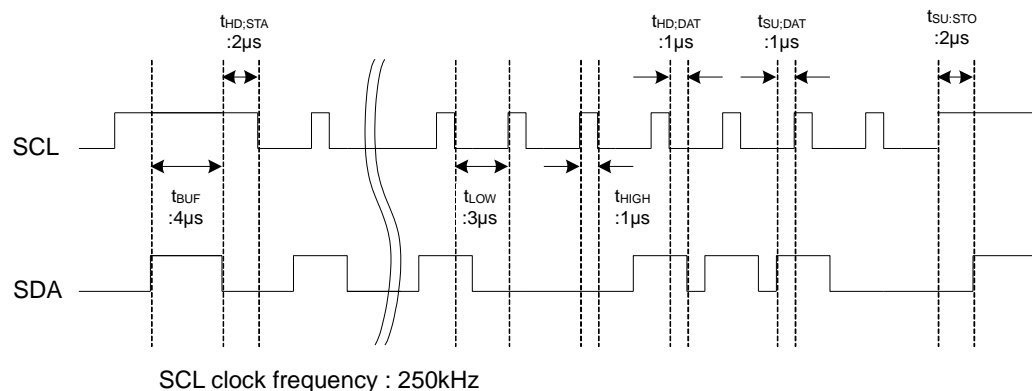 tHD;STA
:2µs
tHD;DAT
:1µs
tSU;DAT
:1µs
tSU:STO
:2µs
SCL
tBUF
:4µs
tLOW
:3µs
tHIGH
:1µs
SDA
SCL clock frequency : 250kHz